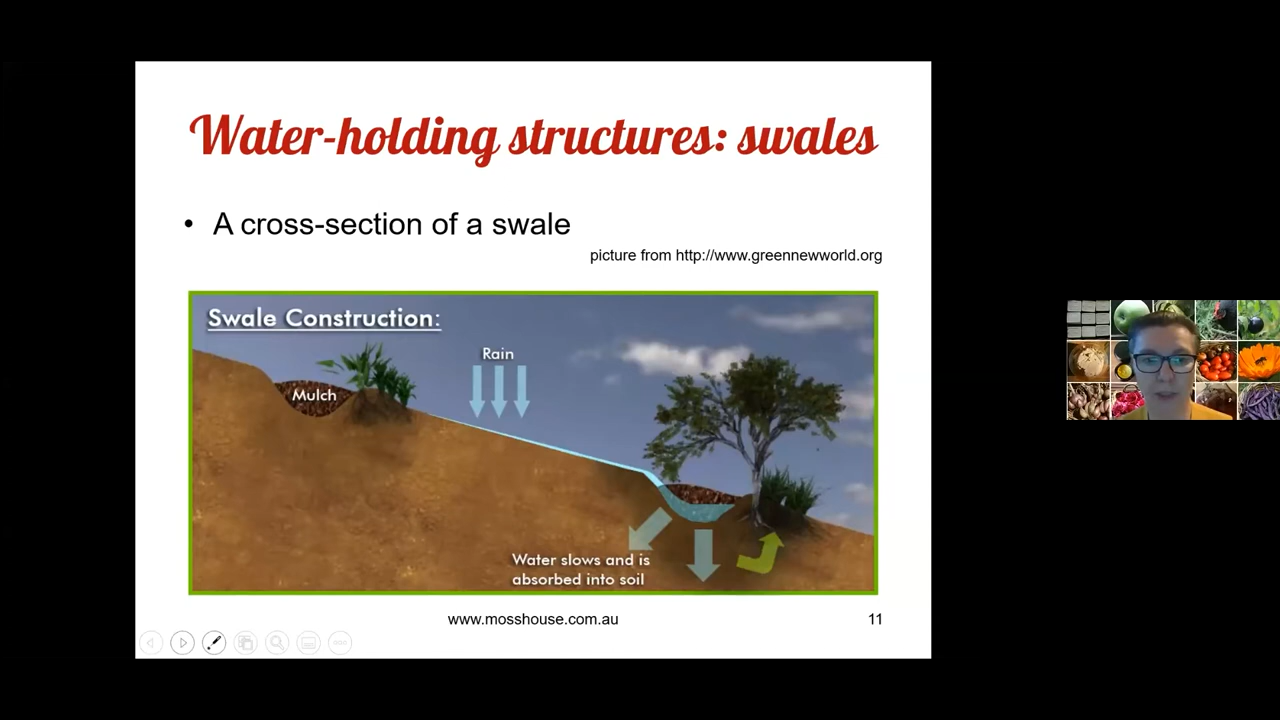 Water-holding structures: swales
• A cross-section of a swale
picture from http://www.greennewworld.org
Swale Construction:
Rain
Mulch
Water slows and is
absorbed into soil
www.mosshouse.com.au
11